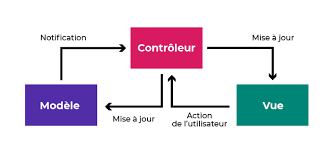 Notification
Contrôleur
Mise à jour
Modèle
Mise à jour
Action
de l'utilisateur
Vue